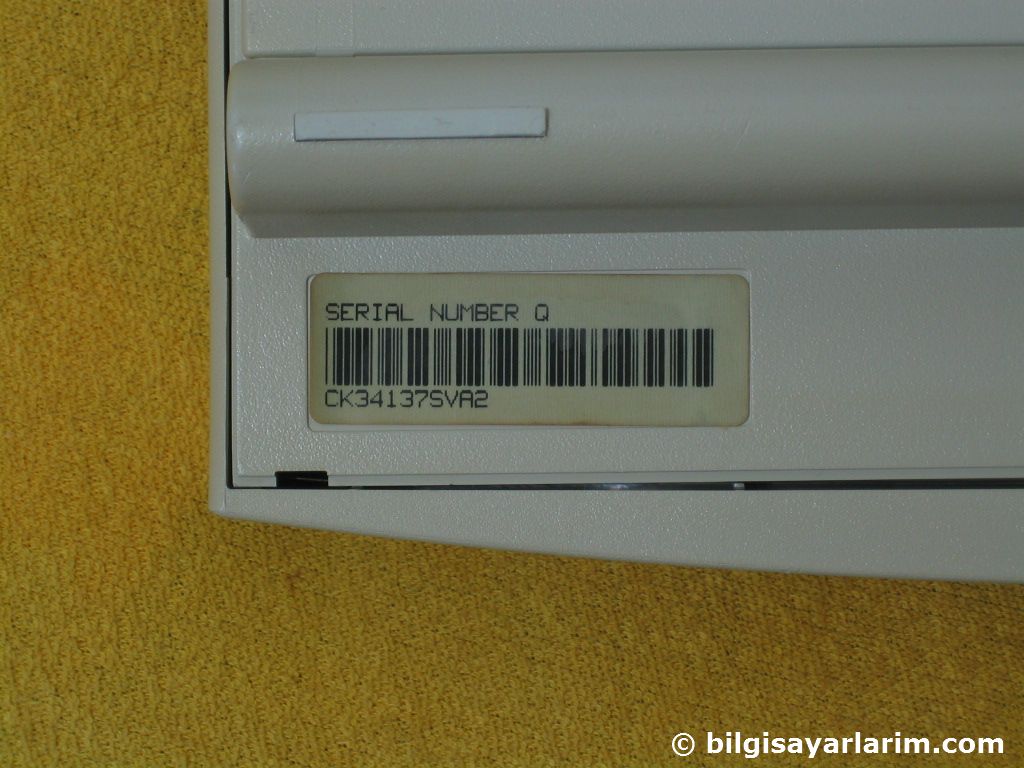 SERIAL NUMBER Q
CK34137SVA2
© bilgisayarlarim.com